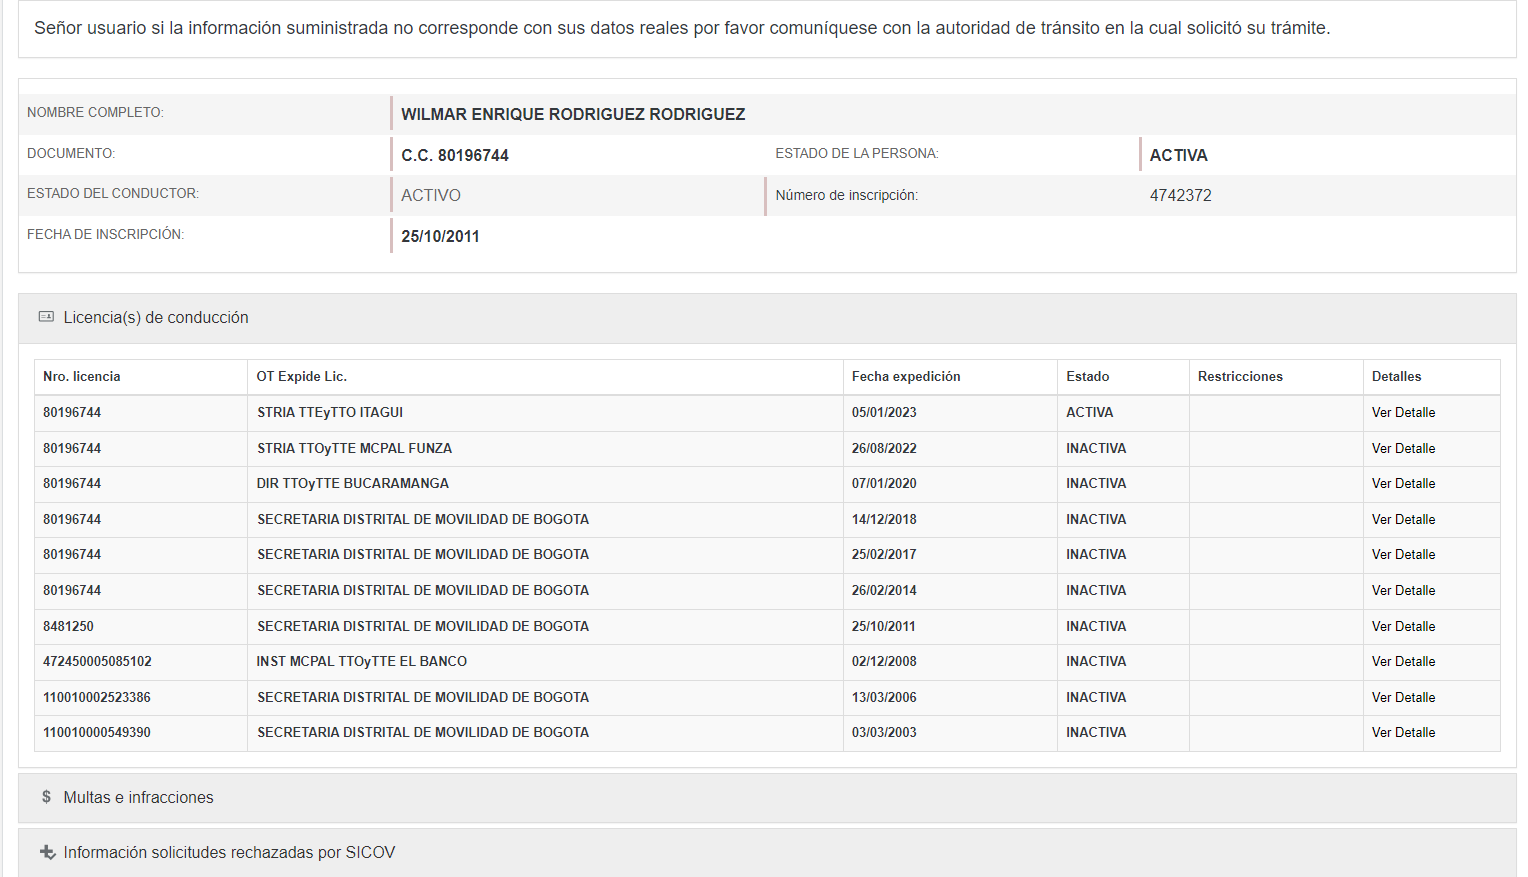 Señor usuario si la información suministrada no corresponde con sus datos reales por favor comuníquese con la autoridad de tránsito en la cual solicitó su trámite.
NOMBRE COMPLETO: WILMAR ENRIQUE RODRIGUEZ RODRIGUEZ
DOCUMENTO: C.C. 80196744 ESTADO DE LA PERSONA: ACTIVA
ESTADO DEL CONDUCTOR: ACTIVO Número de inscripción: 4742372
FECHA DE INSCRIPCIÓN: 25/10/2011
Licencia(s) de conducción
Nro. licencia OT Expide Lic. Fecha expedición Estado Restricciones Detalles
80196744 STRIA TTEyTTO ITAGUI 05/01/2023 ACTIVA Ver Detalle
80196744 STRIA TTOyTTE MCPAL FUNZA 26/08/2022 INACTIVA Ver Detalle
80196744 DIR TTOyTTE BUCARAMANGA 07/01/2020 INACTIVA Ver Detalle
80196744 SECRETARIA DISTRITAL DE MOVILIDAD DE BOGOTA 14/12/2018 INACTIVA Ver Detalle
80196744 SECRETARIA DISTRITAL DE MOVILIDAD DE BOGOTA 25/02/2017 INACTIVA Ver Detalle
80196744 SECRETARIA DISTRITAL DE MOVILIDAD DE BOGOTA 26/02/2014 INACTIVA Ver Detalle
8481250 SECRETARIA DISTRITAL DE MOVILIDAD DE BOGOTA 25/10/2011 INACTIVA Ver Detalle
472450005085102 INST MCPAL TTOyTTE EL BANCO 02/12/2008 INACTIVA Ver Detalle
110010002523386 SECRETARIA DISTRITAL DE MOVILIDAD DE BOGOTA 13/03/2006 INACTIVA Ver Detalle
110010000549390 SECRETARIA DISTRITAL DE MOVILIDAD DE BOGOTA 03/03/2003 INACTIVA Ver Detalle
$ Multas e infracciones
Información solicitudes rechazadas por SICOV